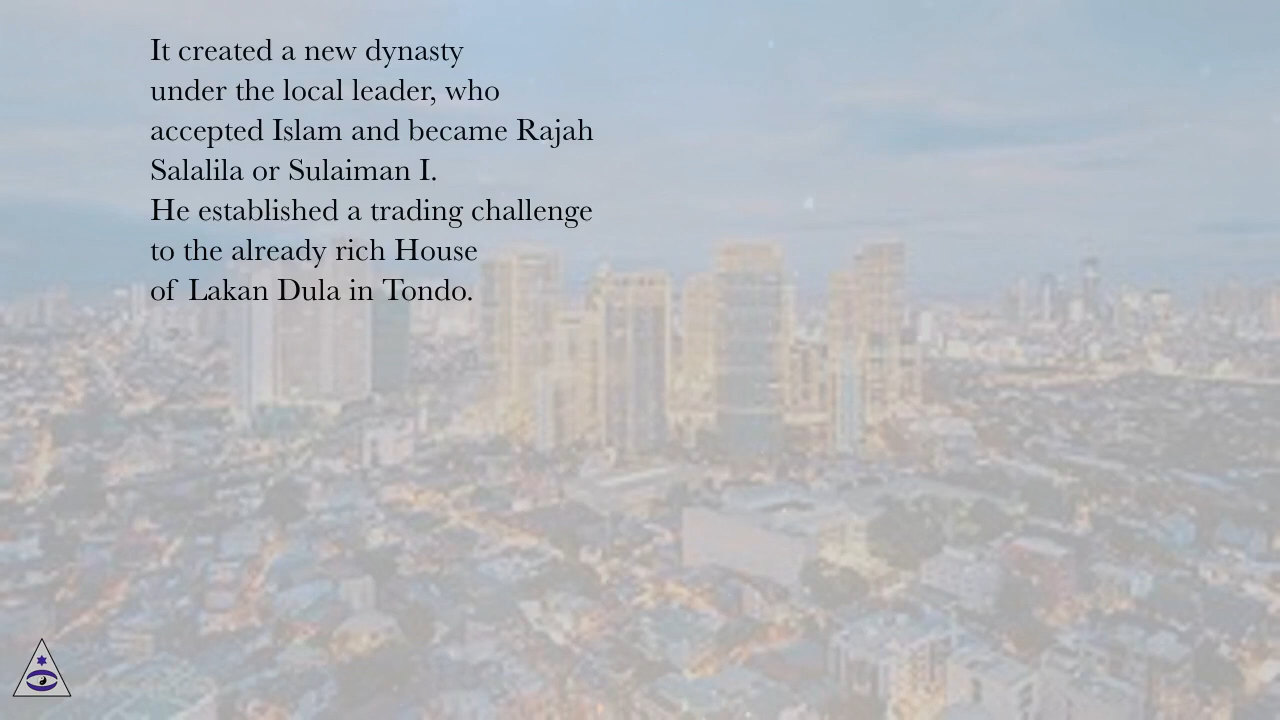 It created a new dynasty
under the local leader, who
accepted Islam and became Rajah
Salalila or Sulaiman I.
He established a trading challenge
to the already rich House
of Lakan Dula in Tondo.